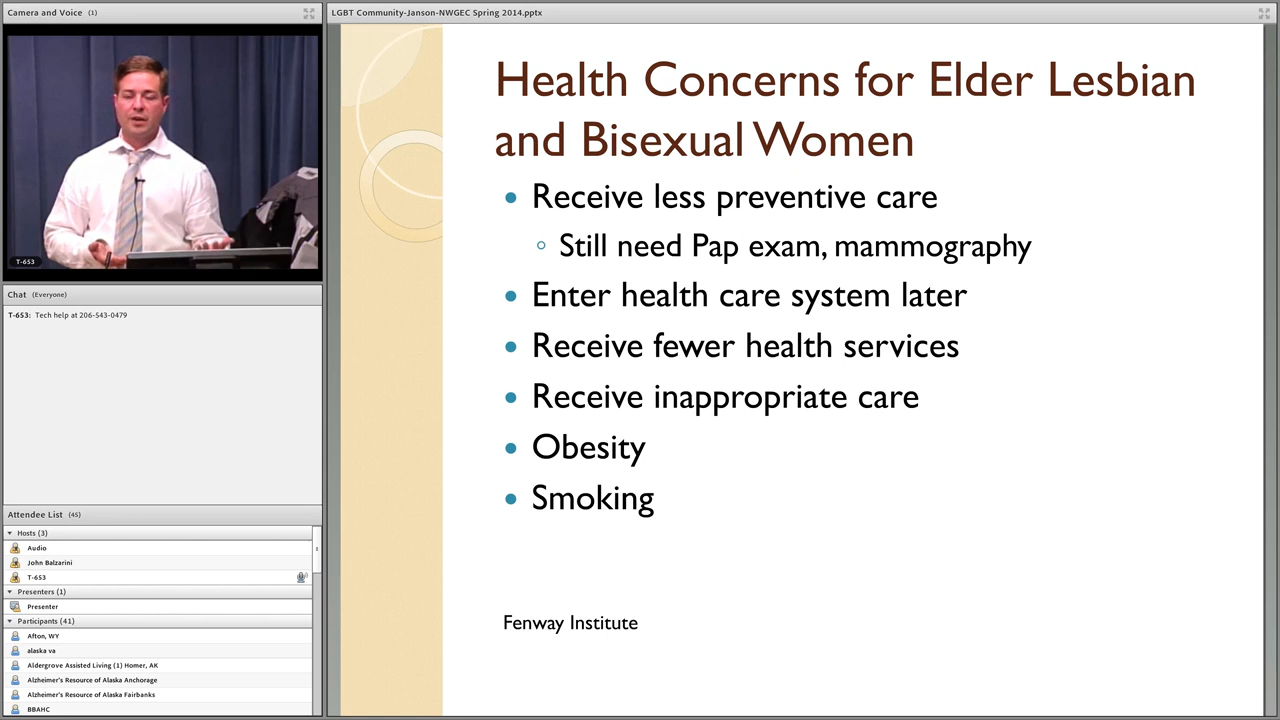 Camera and Voice (1)
T-653
Chat (Everyone)
T-653: Tech help at 206-543-0479
Attendee List (45)
Hosts (3)
Audio
John Balzarini
T-653
Presenters (1)
Presenter
Participants (41)
Afton, WY
alaska va
Aldergrove Assisted Living (1) Homer, AK
Alzheimer's Resource of Alaska Anchorage
Alzheimer's Resource of Alaska Fairbanks
BBAHC
LGBT Community-Janson-NWGEC Spring 2014.pptx
Health Concerns for Elder Lesbian
and Bisexual Women
• Receive less preventive care
◦ Still need Pap exam, mammography
• Enter health care system later
• Receive fewer health services
• Receive inappropriate care
• Obesity
• Smoking
Fenway Institute